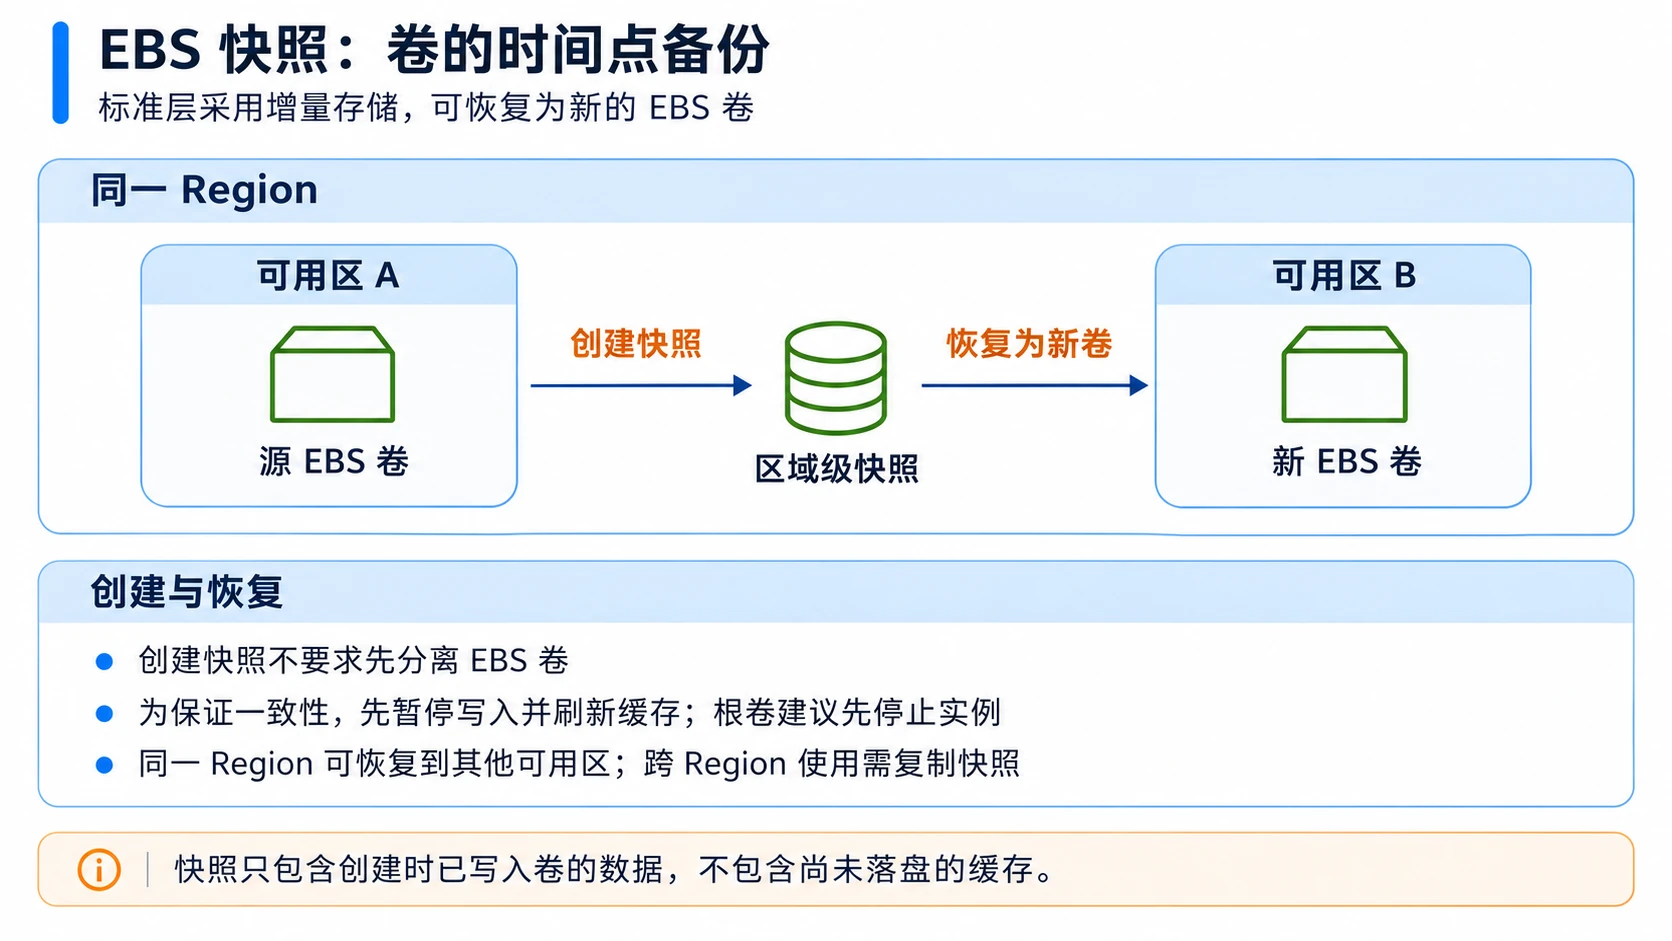 EBS 快照：卷的时间点备份
标准层采用增量存储，可恢复为新的 EBS 卷
同一 Region
可用区 A
源 EBS 卷
创建快照
区域级快照
恢复为新卷
可用区 B
新 EBS 卷
创建与恢复
创建快照不要求先分离 EBS 卷
为保证一致性，先暂停写入并刷新缓存；根卷建议先停止实例
同一 Region 可恢复到其他可用区；跨 Region 使用需复制快照
快照只包含创建时已写入卷的数据，不包含尚未落盘的缓存。